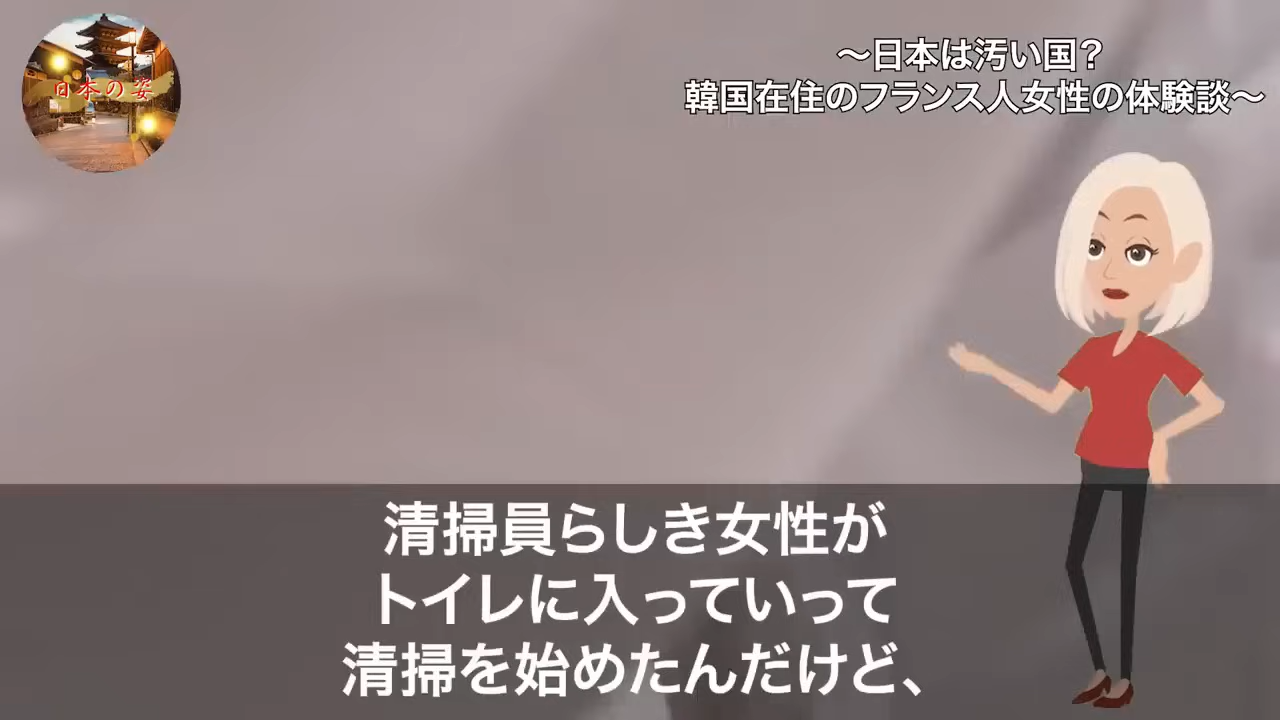 日本の姿
～日本は汚い国？
韓国在住のフランス人女性の体験談～
清掃員らしき女性が
トイレに入っていって
清掃を始めたんだけど、